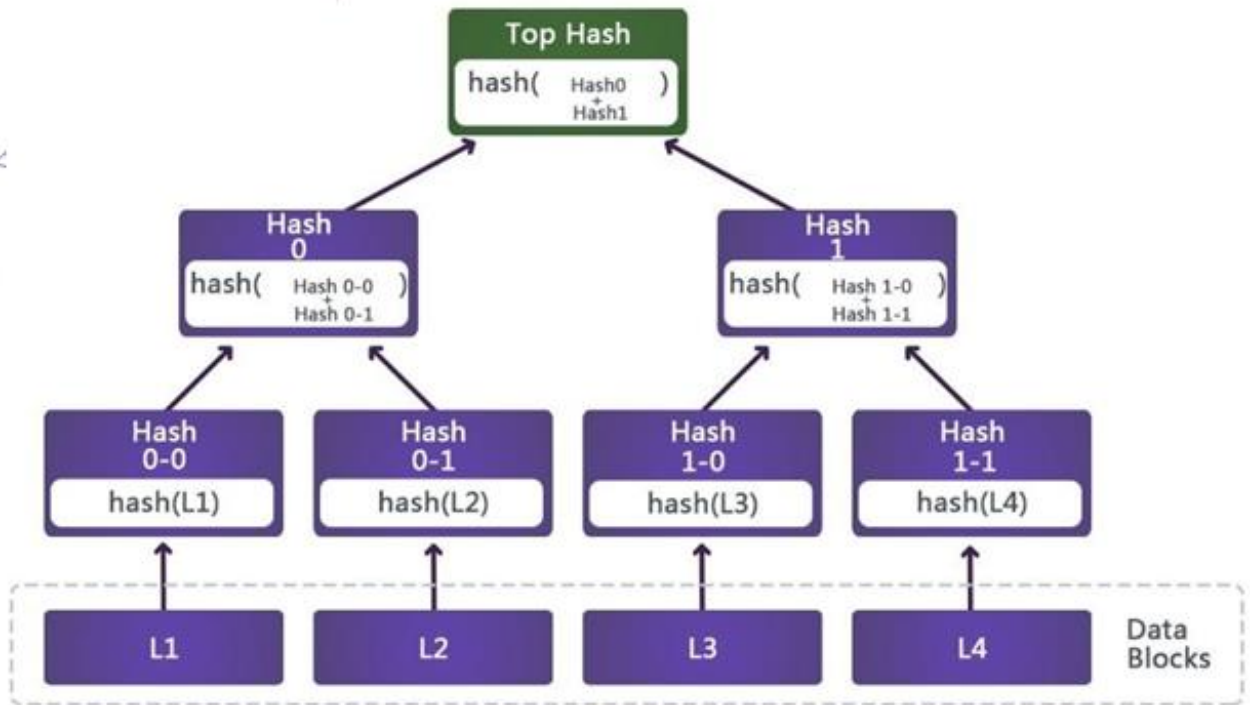 Top Hash
hash( Hash0 )
+
Hash1
Hash
0
hash( Hash 0-0 )
+
Hash 0-1
Hash
1
hash( Hash 1-0 )
+
Hash 1-1
Hash
0-0
hash(L1)
Hash
0-1
hash(L2)
Hash
1-0
hash(L3)
Hash
1-1
hash(L4)
L1
L2
L3
L4
Data
Blocks